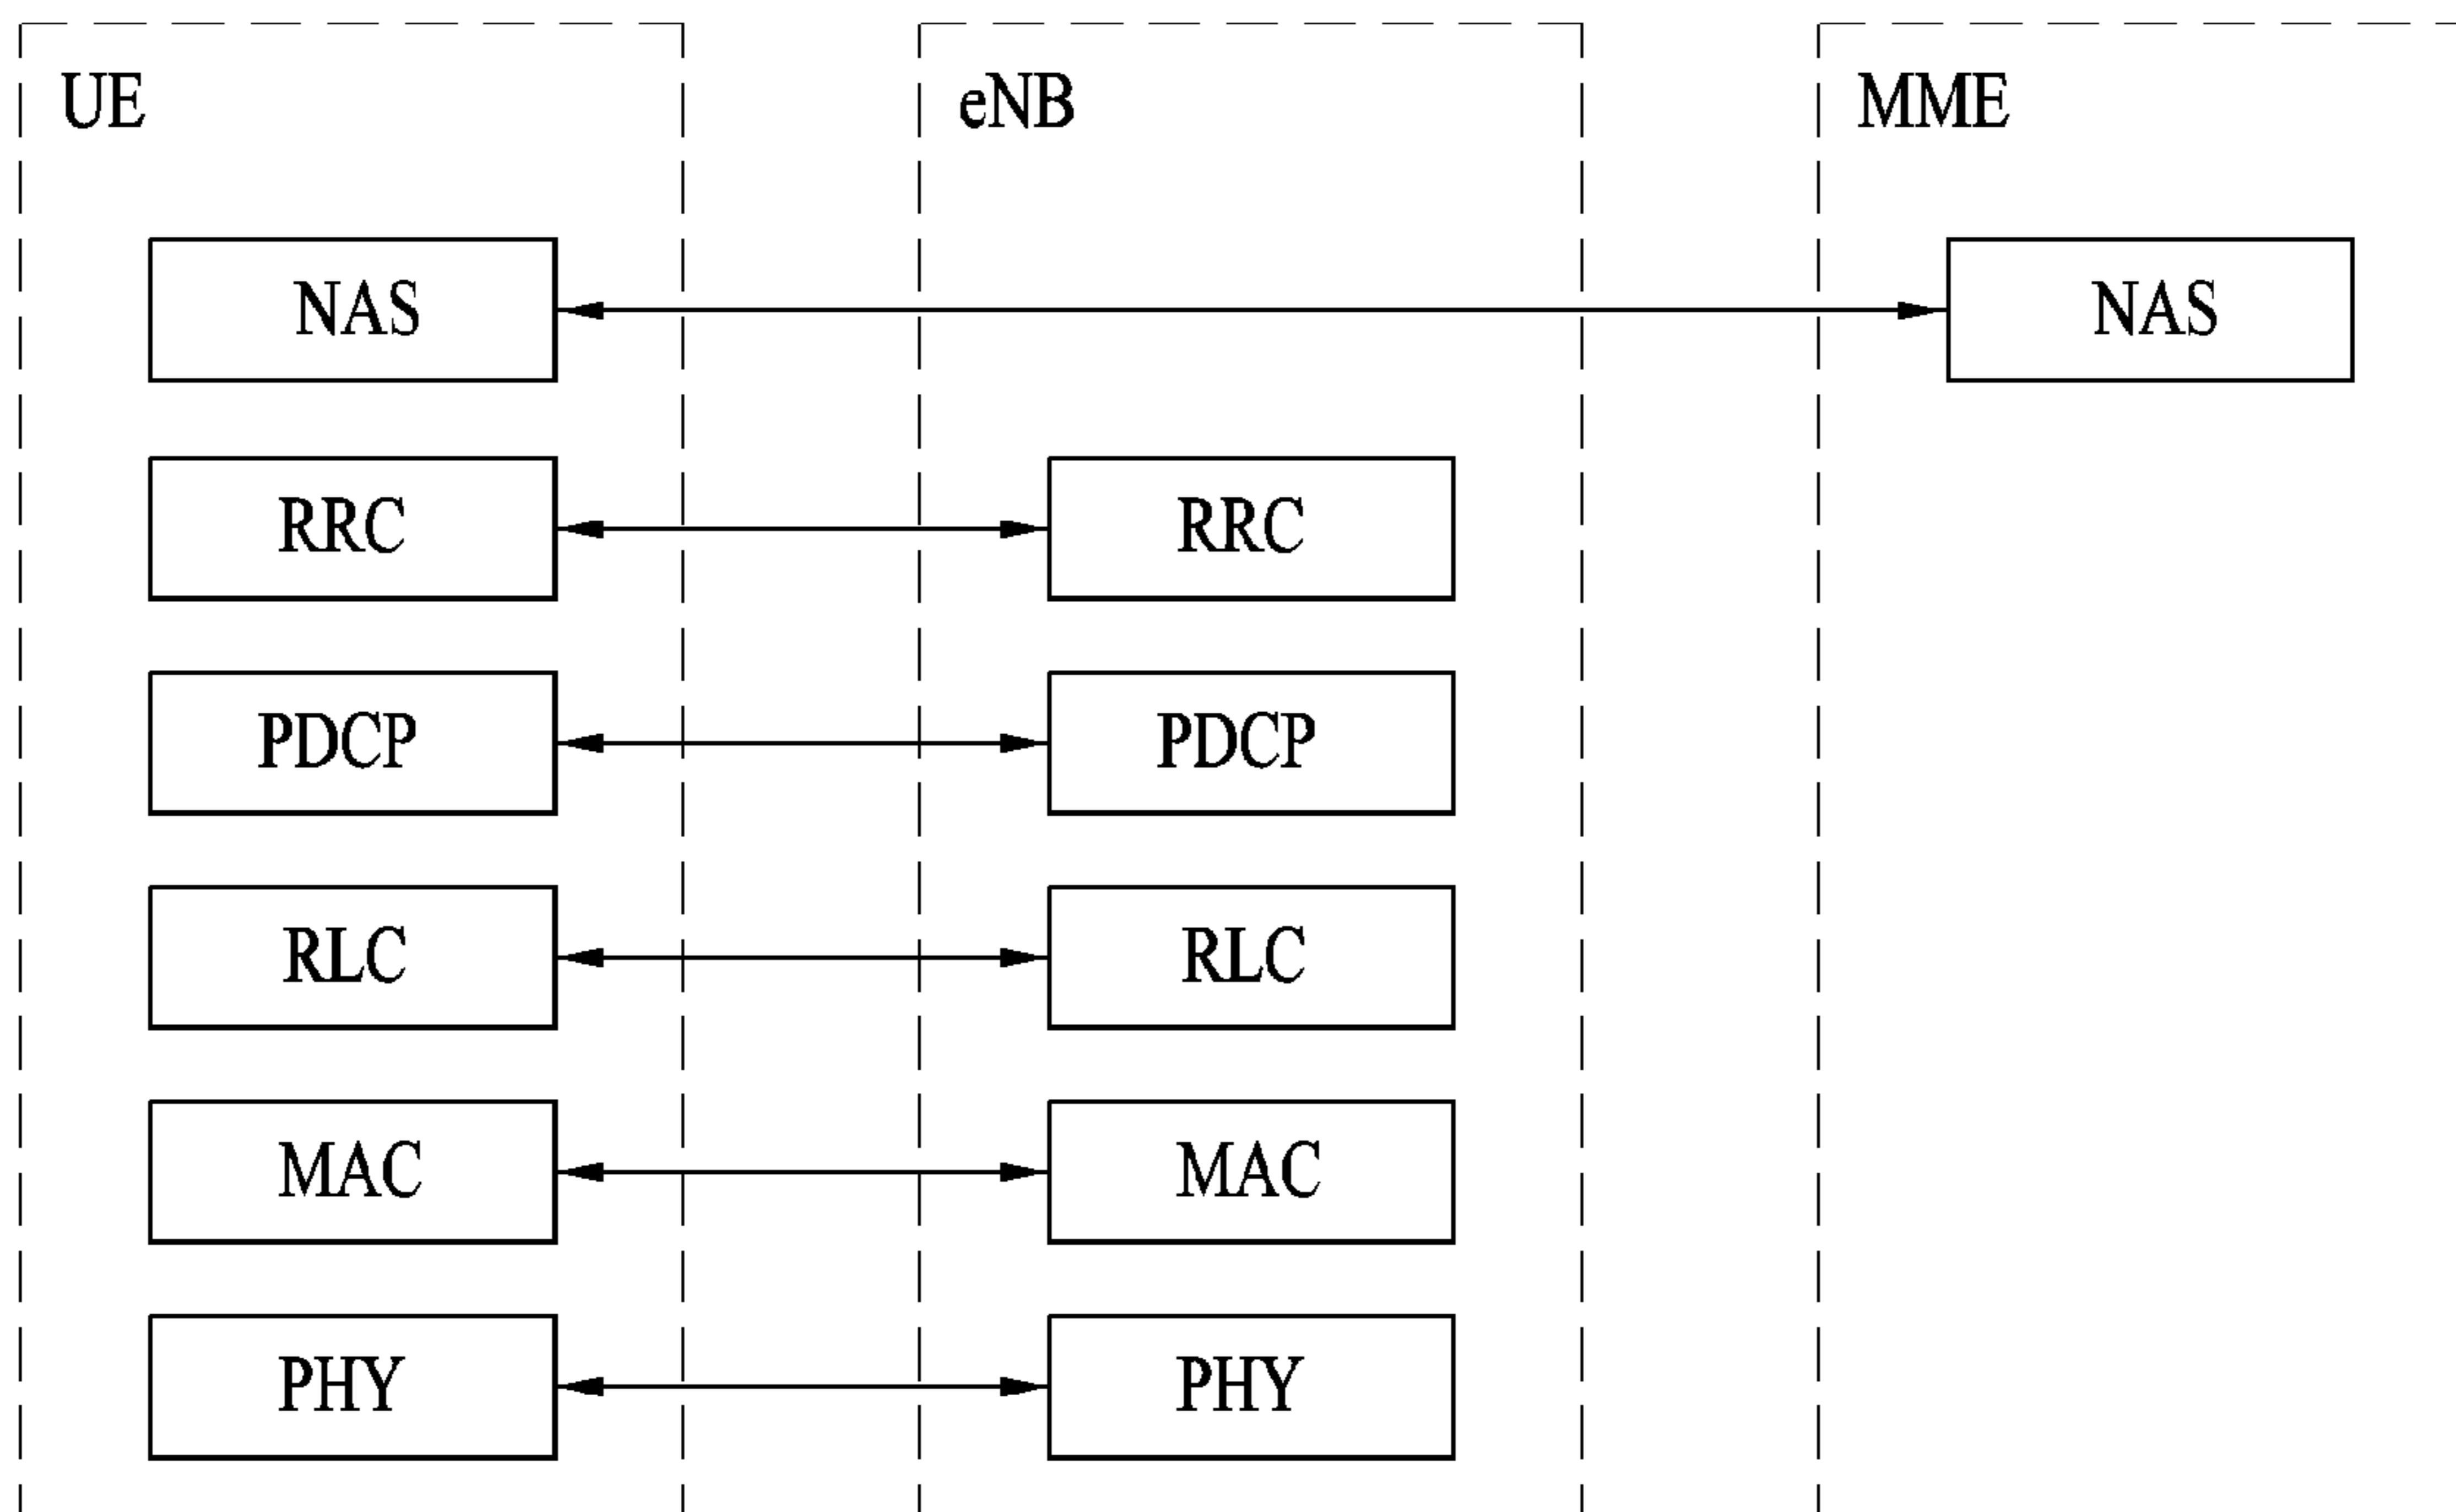 UE eNB MME
NAS NAS
RRC RRC
PDCP PDCP
RLC RLC
MAC MAC
PHY PHY